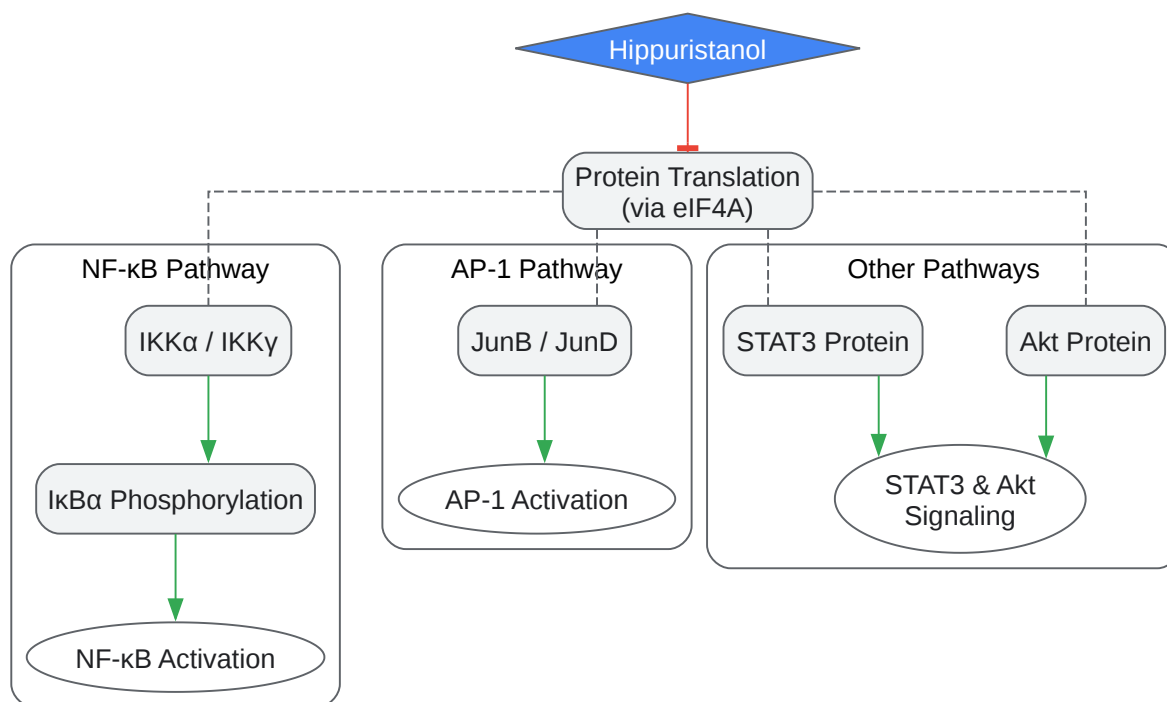 Hippuristanol
Protein Translation
(via eIF4A)
NF-κB Pathway
AP-1 Pathway
Other Pathways
IKKα / IKKγ
JunB / JunD
STAT3 Protein
Akt Protein
IκBα Phosphorylation
AP-1 Activation
STAT3 & Akt
Signaling
NF-κB Activation